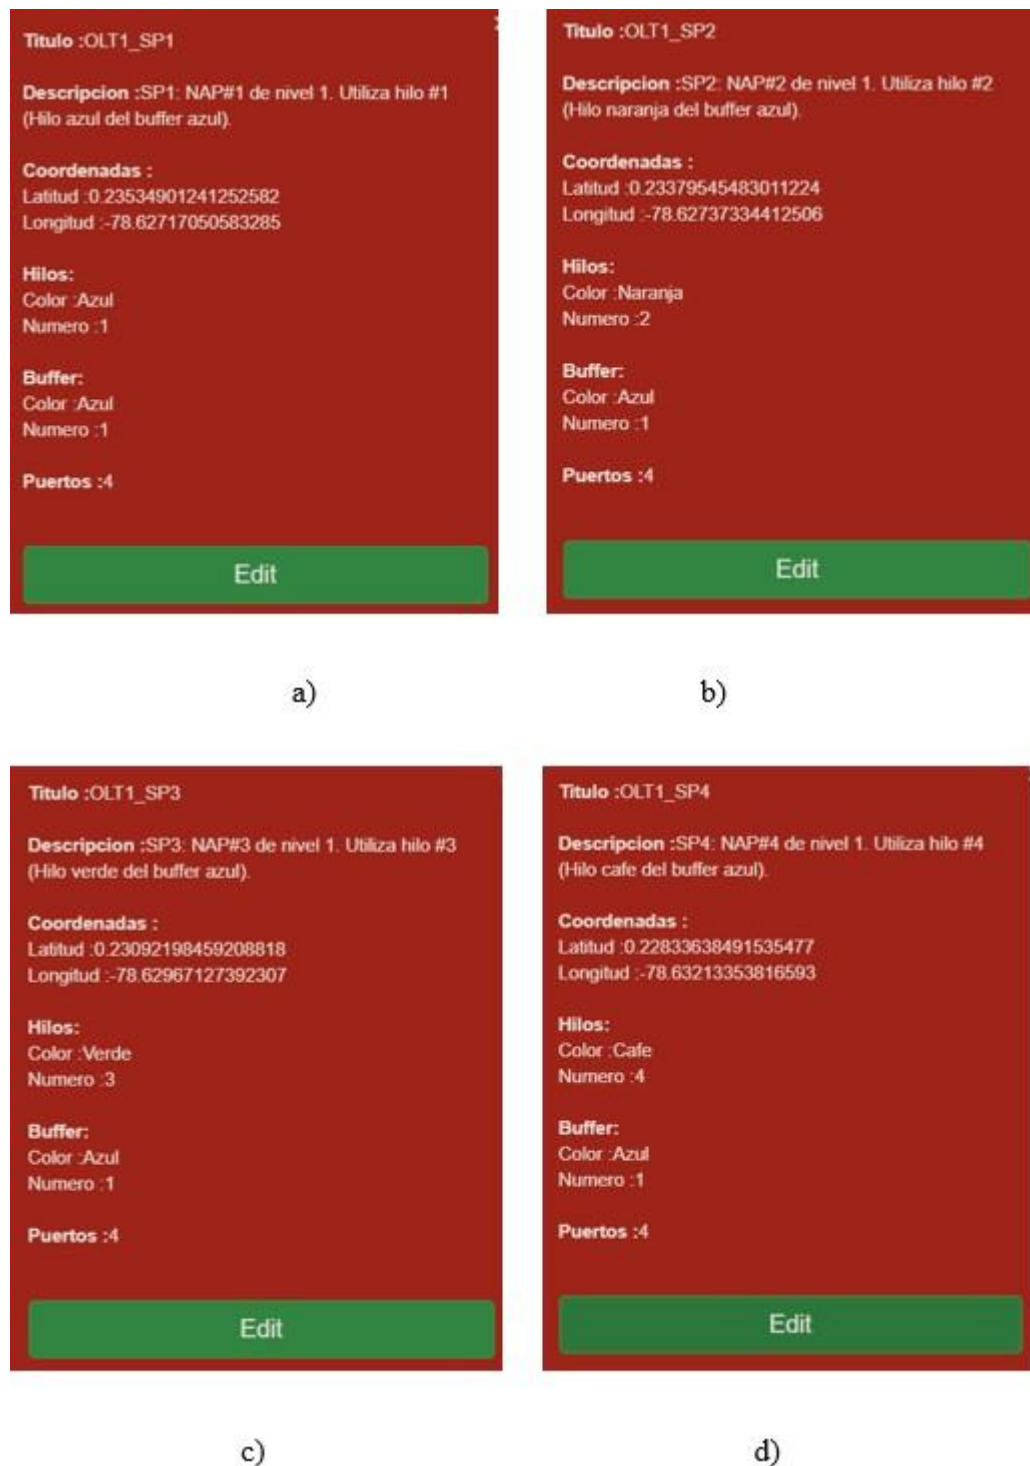 Titulo :OLT1_SP1
Descripcion :SP1: NAP#1 de nivel 1. Utiliza hilo #1
(Hilo azul del buffer azul).
Coordenadas :
Latitud :0.23534901241252582
Longitud :-78.62717050583285
Hilos:
Color :Azul
Numero :1
Buffer:
Color :Azul
Numero :1
Puertos :4
Edit
a)
Titulo :OLT1_SP2
Descripcion :SP2: NAP#2 de nivel 1. Utiliza hilo #2
(Hilo naranja del buffer azul).
Coordenadas :
Latitud :0.23379545483011224
Longitud :-78.62737334412506
Hilos:
Color :Naranja
Numero :2
Buffer:
Color :Azul
Numero :1
Puertos :4
Edit
b)
Titulo :OLT1_SP3
Descripcion :SP3: NAP#3 de nivel 1. Utiliza hilo #3
(Hilo verde del buffer azul).
Coordenadas :
Latitud :0.23092198459208818
Longitud :-78.62967127392307
Hilos:
Color :Verde
Numero :3
Buffer:
Color :Azul
Numero :1
Puertos :4
Edit
c)
Titulo :OLT1_SP4
Descripcion :SP4: NAP#4 de nivel 1. Utiliza hilo #4
(Hilo cafe del buffer azul).
Coordenadas :
Latitud :0.22833638491535477
Longitud :-78.63213353816593
Hilos:
Color :Cafe
Numero :4
Buffer:
Color :Azul
Numero :1
Puertos :4
Edit
d)